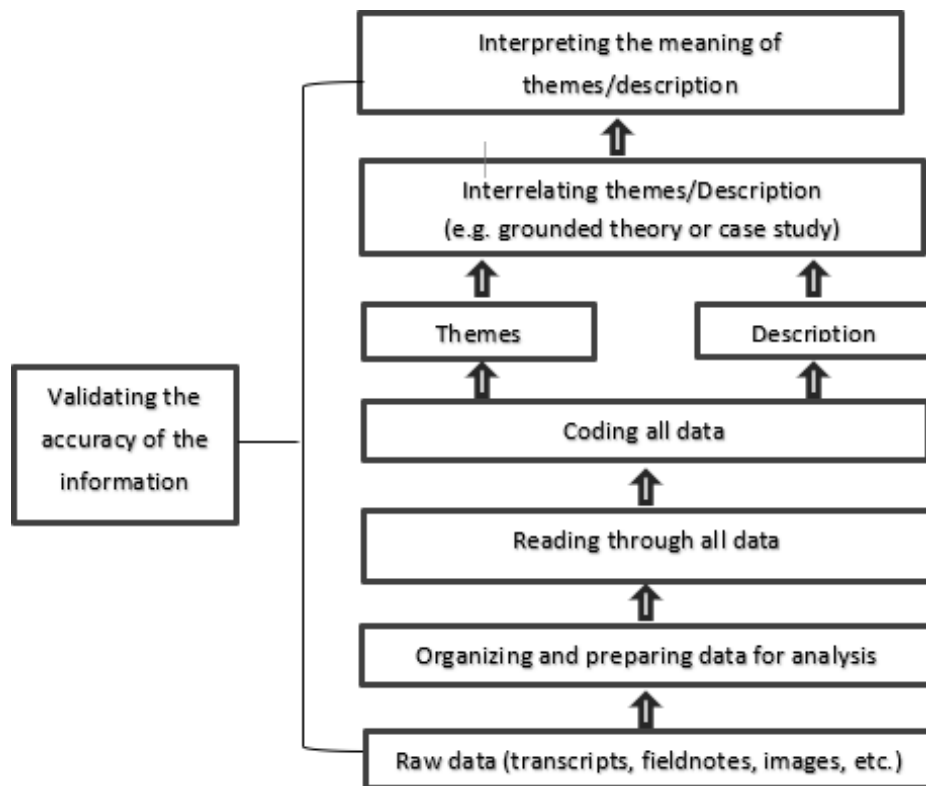 Interpreting the meaning of
themes/description
Interrelating themes/Description
(e.g. grounded theory or case study)
Themes
Description
Validating the
accuracy of the
information
Coding all data
Reading through all data
Organizing and preparing data for analysis
Raw data (transcripts, fieldnotes, images, etc.)